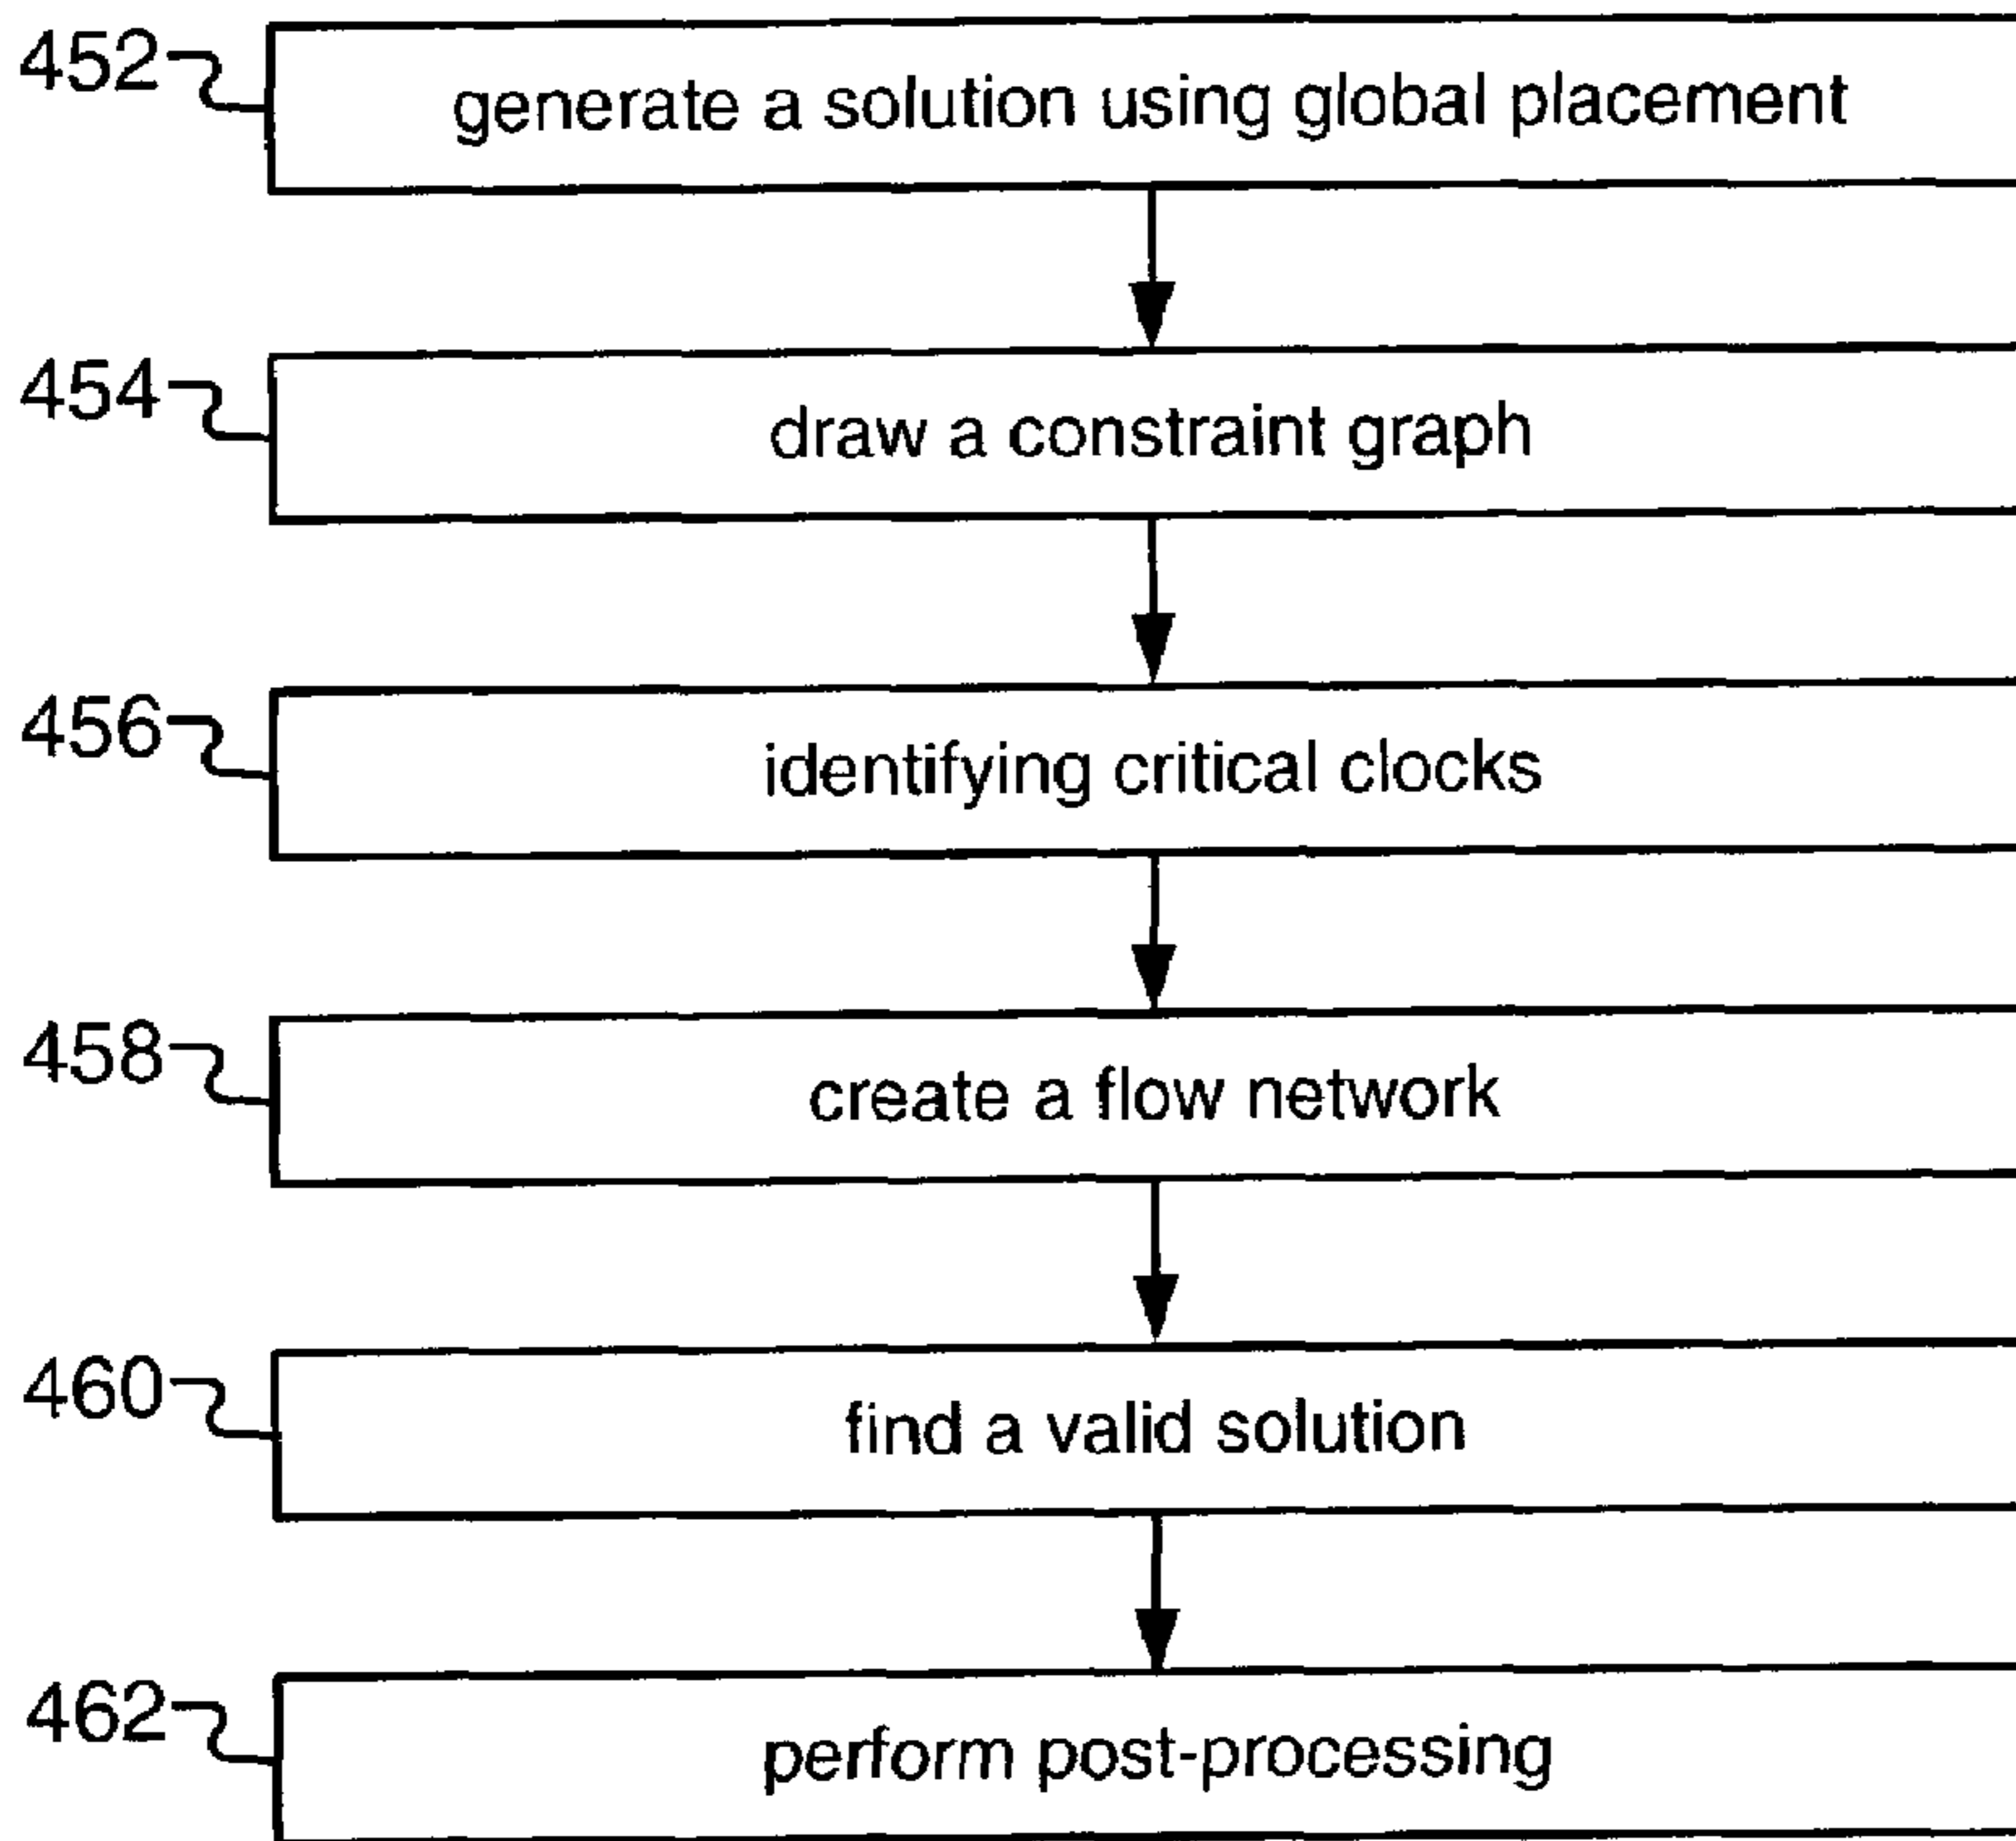 452
generate a solution using global placement
454
draw a constraint graph
456
identifying critical clocks
458
create a flow network
460
find a valid solution
462
perform post-processing